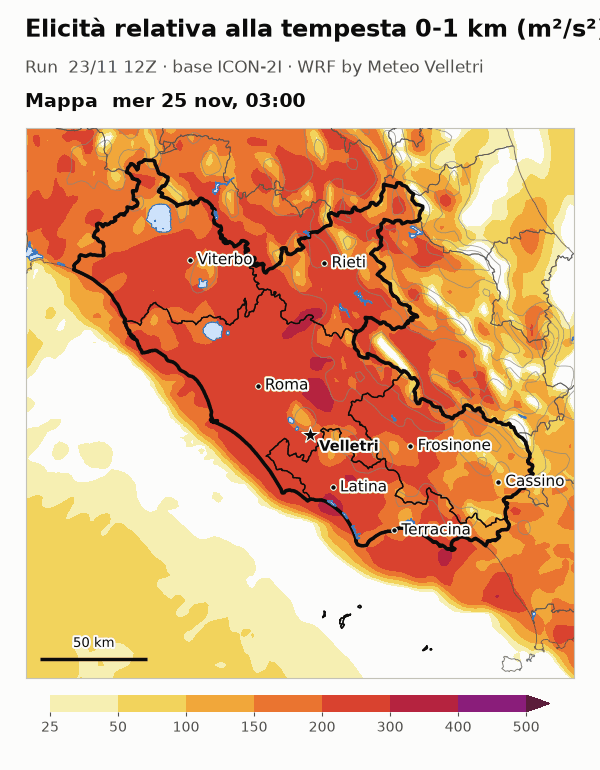 Elicità relativa alla tempesta 0-1 km (m²/s²)
Run  23/11 12Z · base ICON-2I · WRF by Meteo Velletri
Mappa  mer 25 nov, 03:00
Viterbo
Rieti
Roma
Velletri
Frosinone
Latina
Cassino
Terracina
50 km
25 50 100 150 200 300 400 500